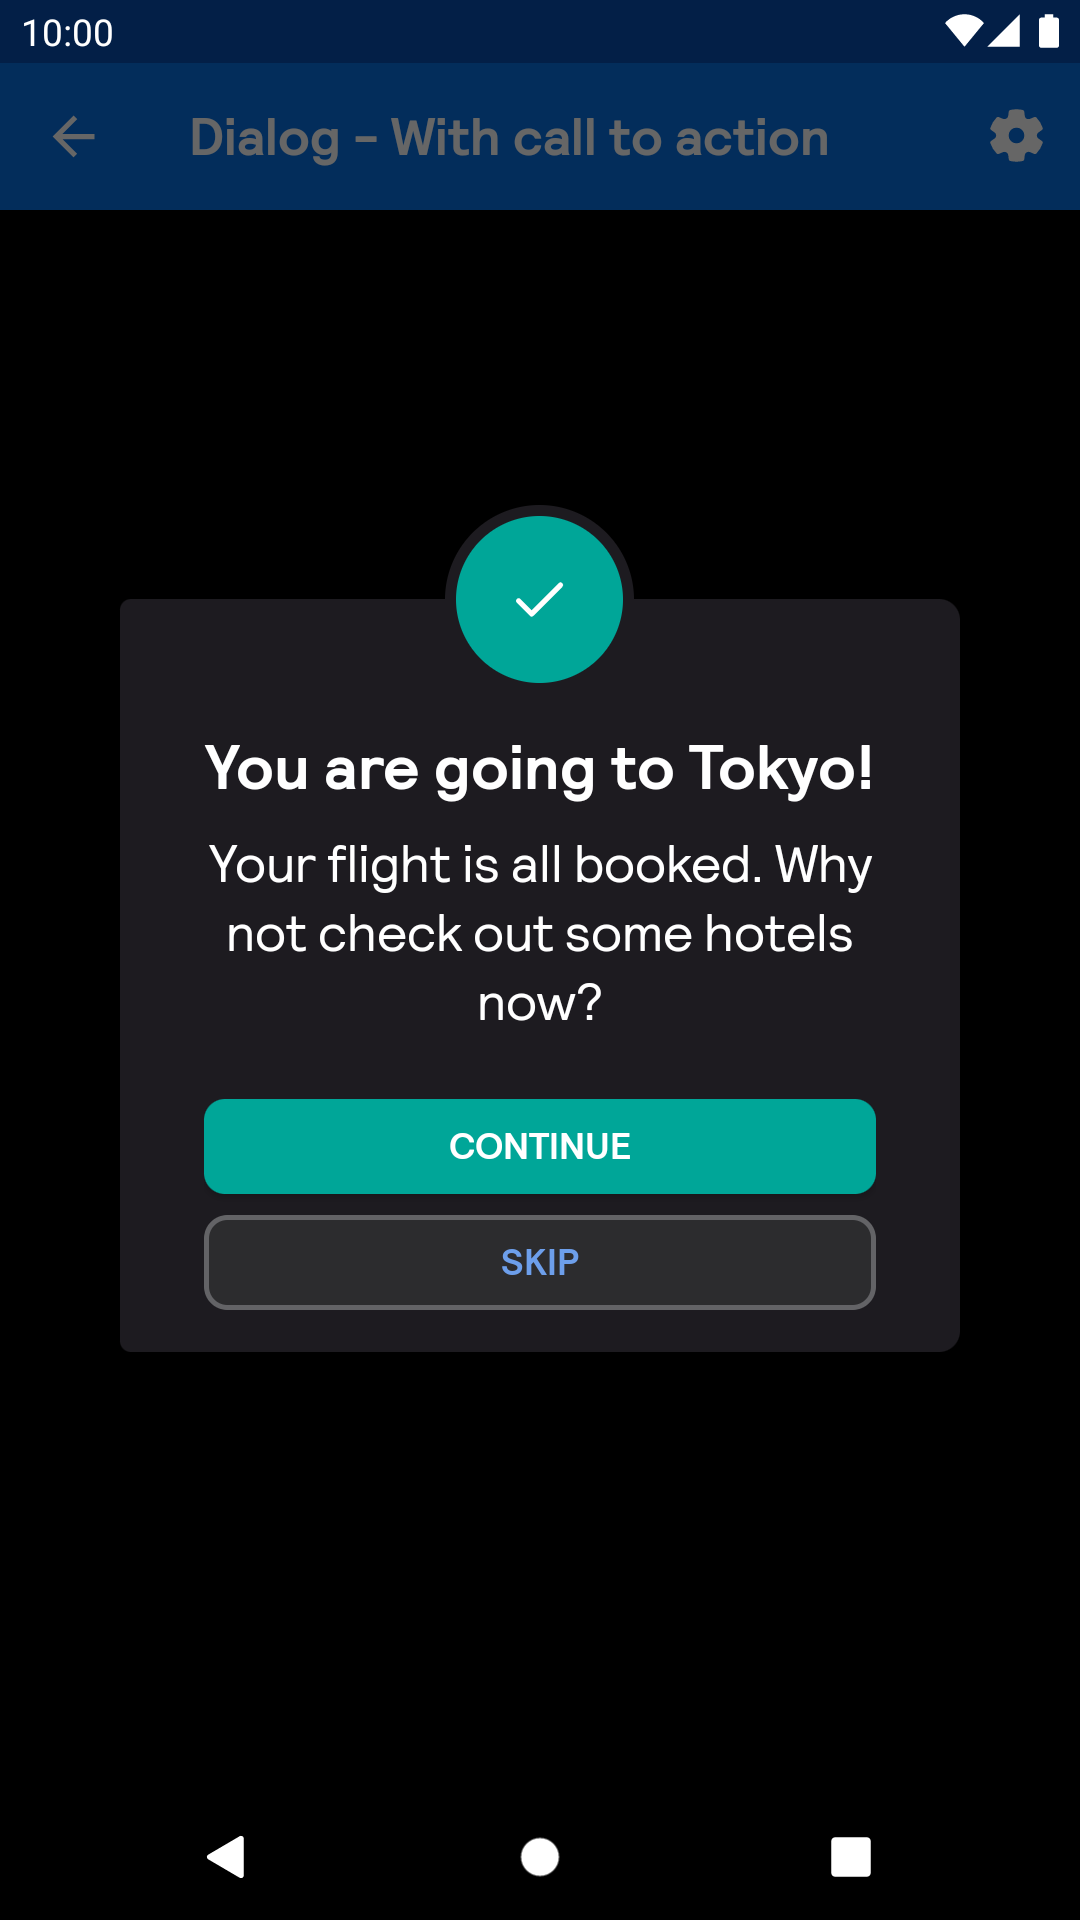 10:00
Dialog - With call to action
You are going to Tokyo!
Your flight is all booked. Why
not check out some hotels
now?
CONTINUE
SKIP